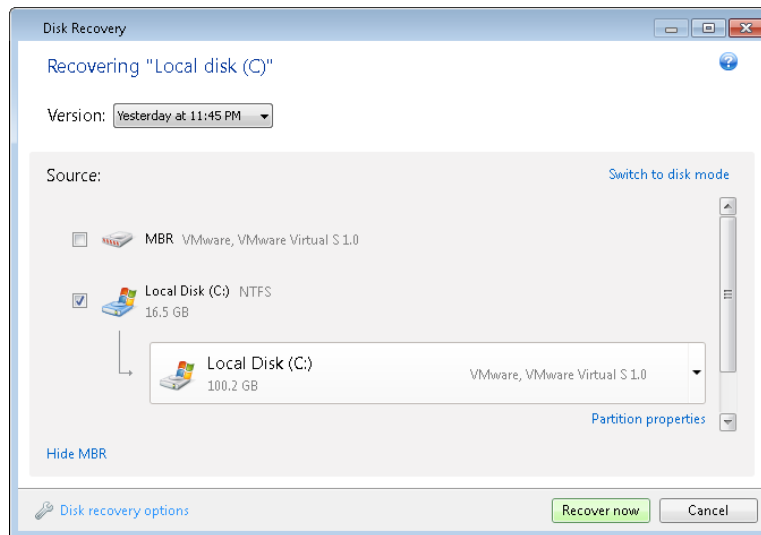 Disk Recovery
Recovering "Local disk (C)"
Version: Yesterday at 11:45 PM
Source:
Switch to disk mode
MBR VMware, VMware Virtual S 1.0
Local Disk (C:) NTFS
16.5 GB
Local Disk (C:)
100.2 GB
VMware, VMware Virtual S 1.0
Partition properties
Hide MBR
Disk recovery options
Recover now
Cancel